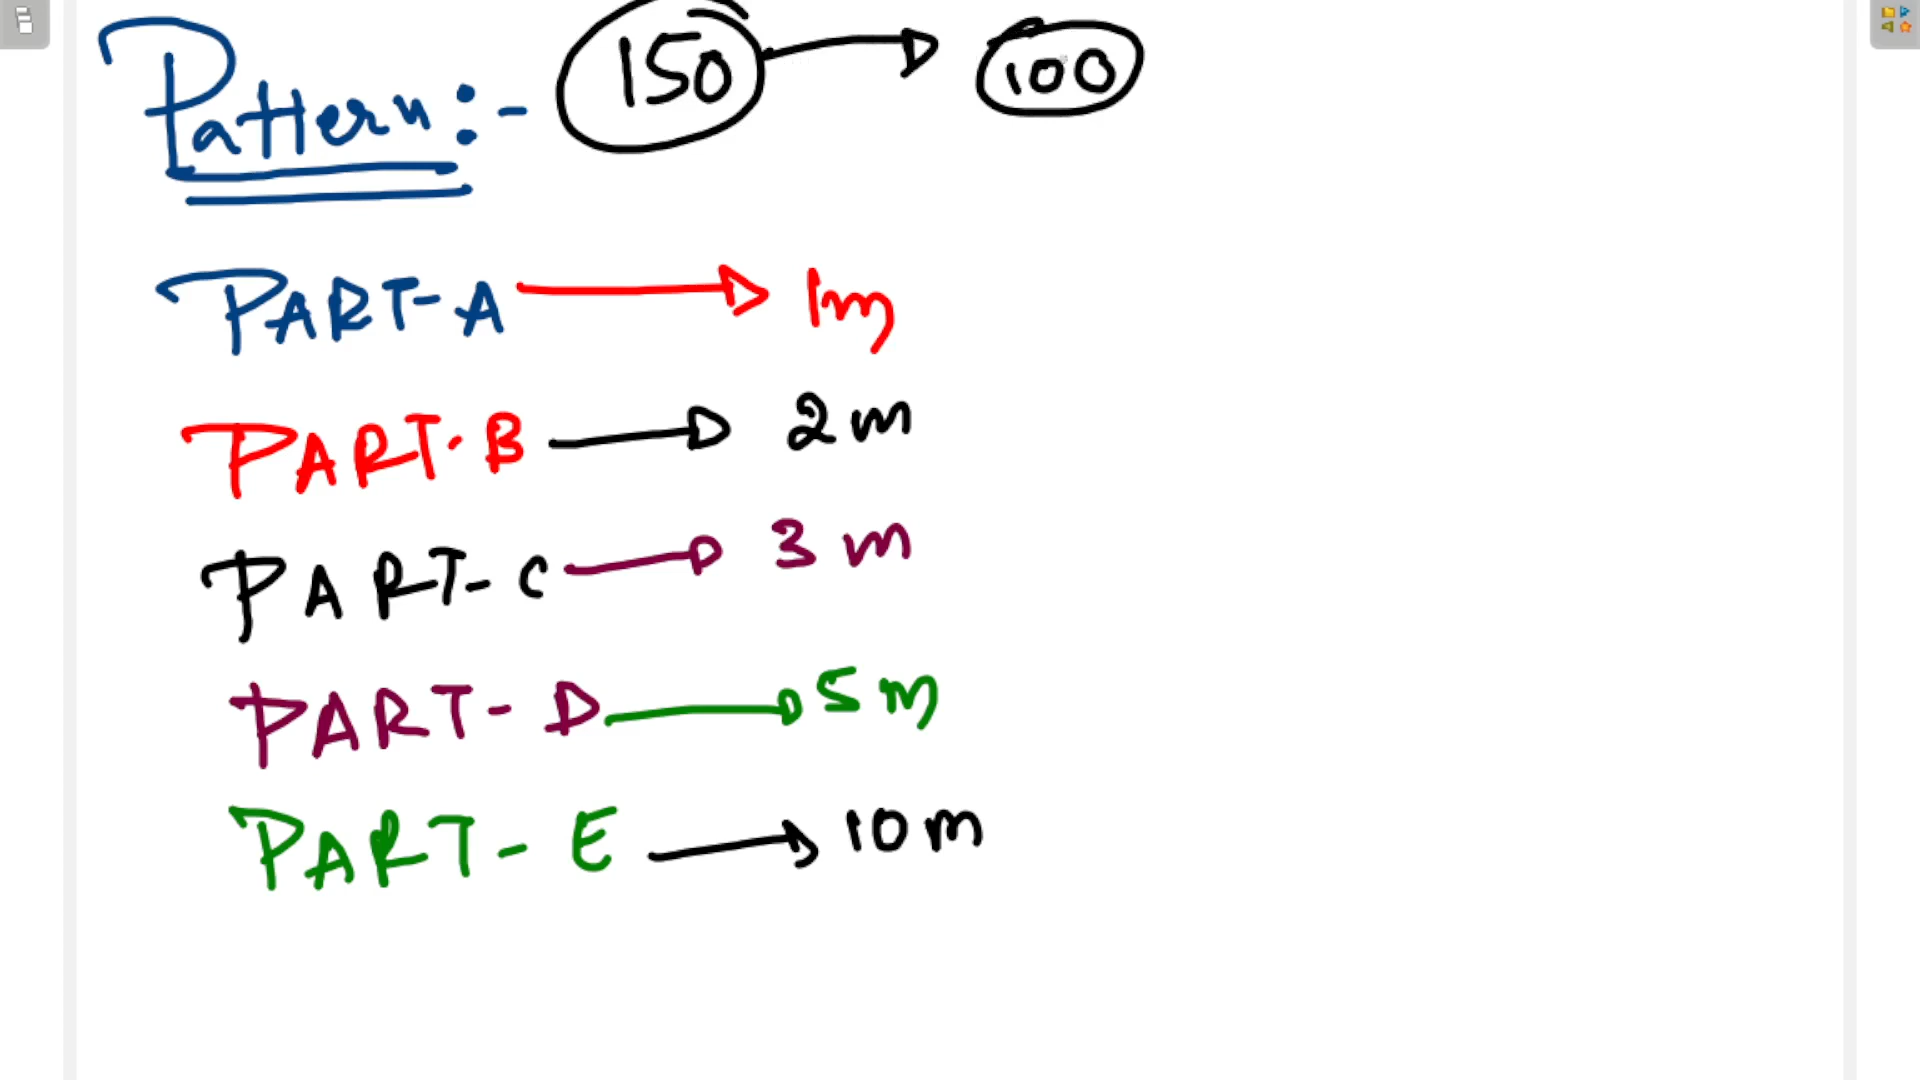 Pattern:- 150 → 100
PART-A → 1m
PART-B → 2m
PART-C → 3m
PART-D → 5m
PART-E → 10m